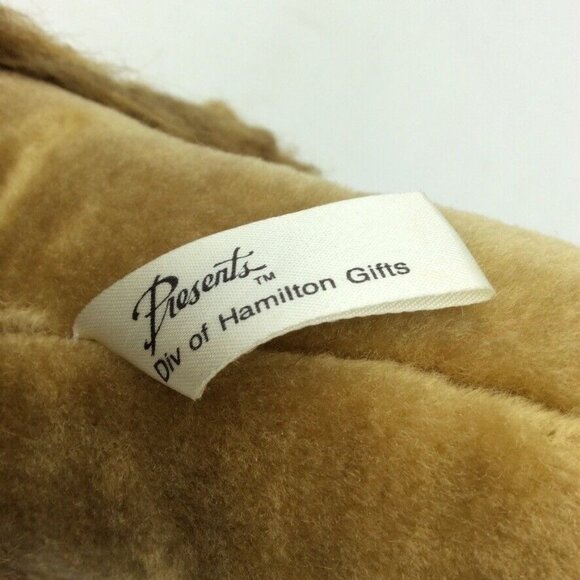 Presents™
Div of Hamilton Gifts